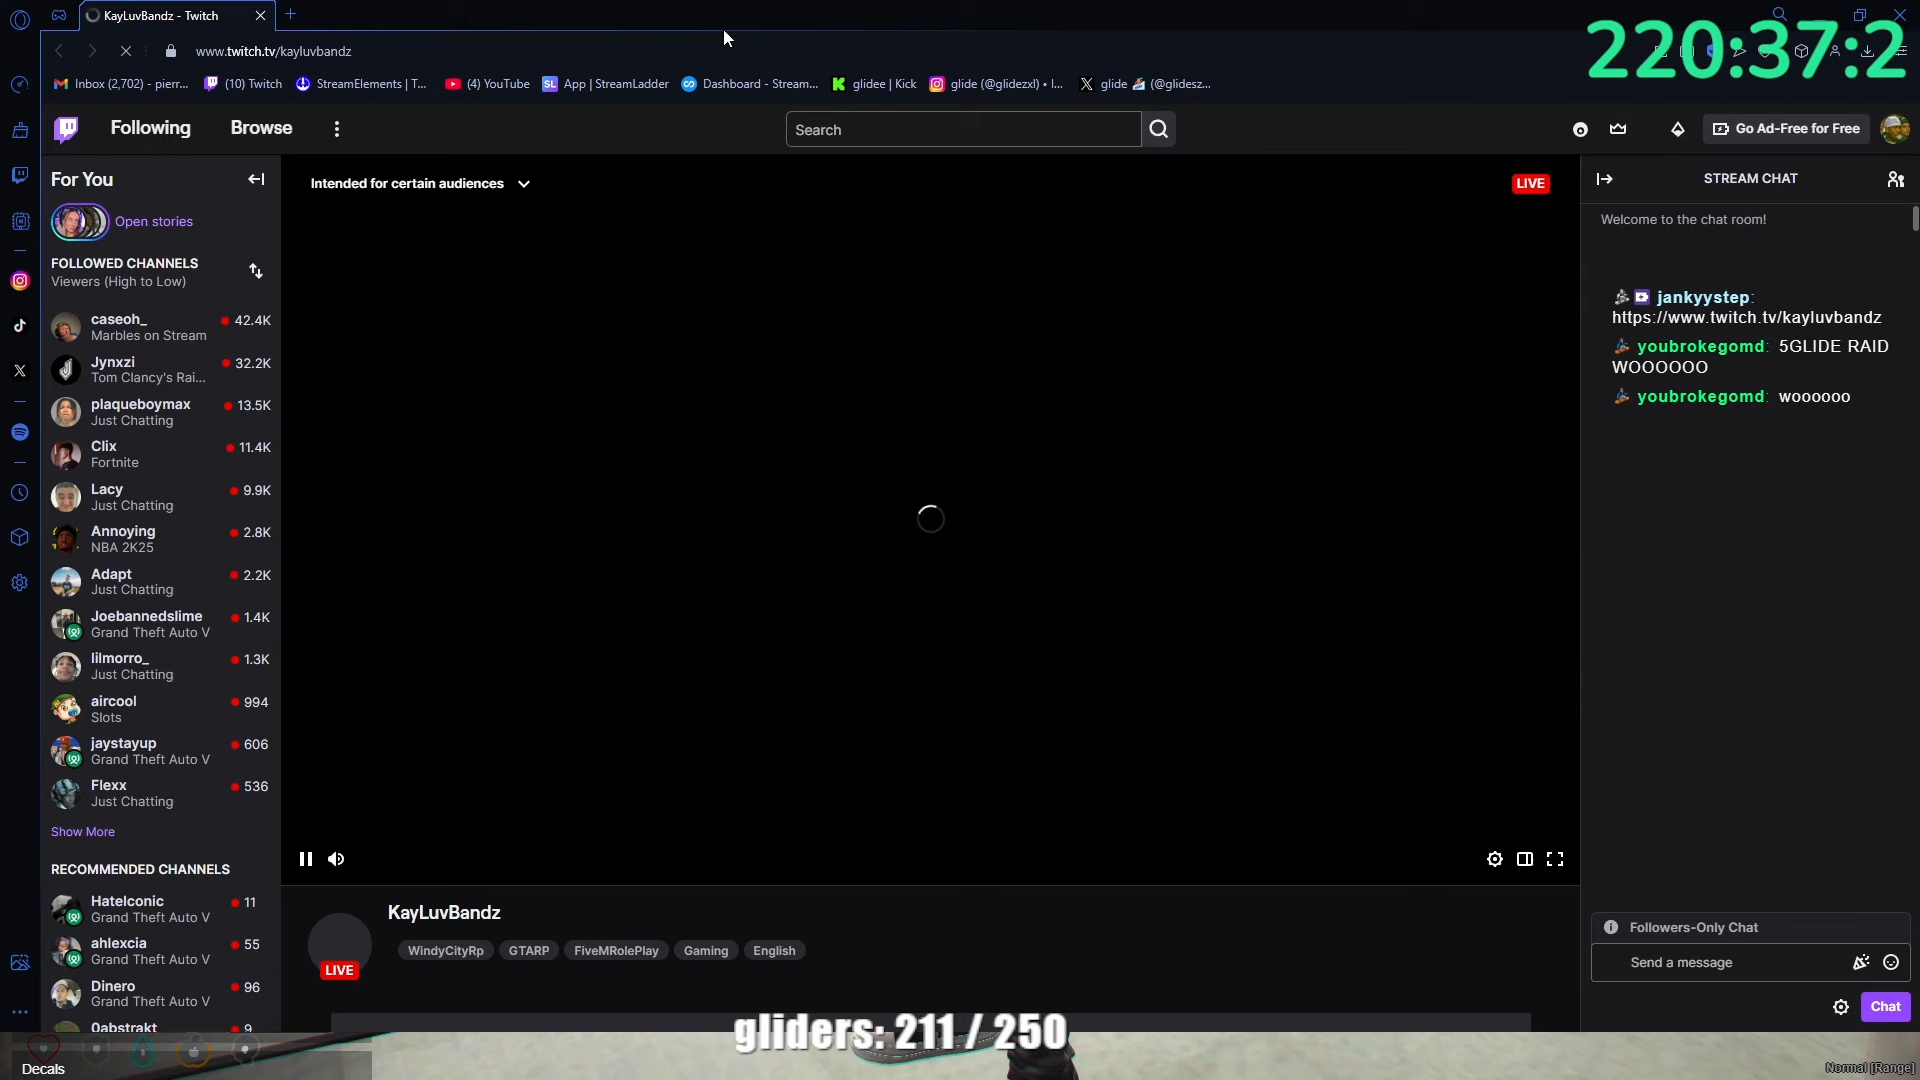 KayLuvBandz - Twitch
220:37:2
www.twitch.tv/kayluvbandz
Inbox (2,702) - pierr...
(10) Twitch
StreamElements | T...
(4) YouTube
SL
App | StreamLadder
Dashboard - Stream...
glidee | Kick
glide (@glidezxl) • I...
glide 🏄 (@glidesz...
Following
Browse
Search
Go Ad-Free for Free
For You
Open stories
FOLLOWED CHANNELS
Viewers (High to Low)
caseoh_
42.4K
Marbles on Stream
Jynxzi
32.2K
Tom Clancy's Rai...
plaqueboymax
13.5K
Just Chatting
Clix
11.4K
Fortnite
Lacy
9.9K
Just Chatting
Annoying
2.8K
NBA 2K25
Adapt
2.2K
Just Chatting
Joebannedslime
1.4K
Grand Theft Auto V
lilmorro_
1.3K
Just Chatting
aircool
994
Slots
jaystayup
606
Grand Theft Auto V
Flexx
536
Just Chatting
Show More
RECOMMENDED CHANNELS
HateIconic
11
Grand Theft Auto V
ahlexcia
55
Grand Theft Auto V
Dinero
96
Grand Theft Auto V
0abstrakt
9
Intended for certain audiences
LIVE
KayLuvBandz
LIVE
WindyCityRp
GTARP
FiveMRolePlay
Gaming
English
STREAM CHAT
Welcome to the chat room!
jankyystep:
https://www.twitch.tv/kayluvbandz
youbrokegomd: 5GLIDE RAID
WOOOOOO
youbrokegomd: woooooo
Followers-Only Chat
Send a message
Chat
gliders: 211 / 250
Decals
Normal [Range]